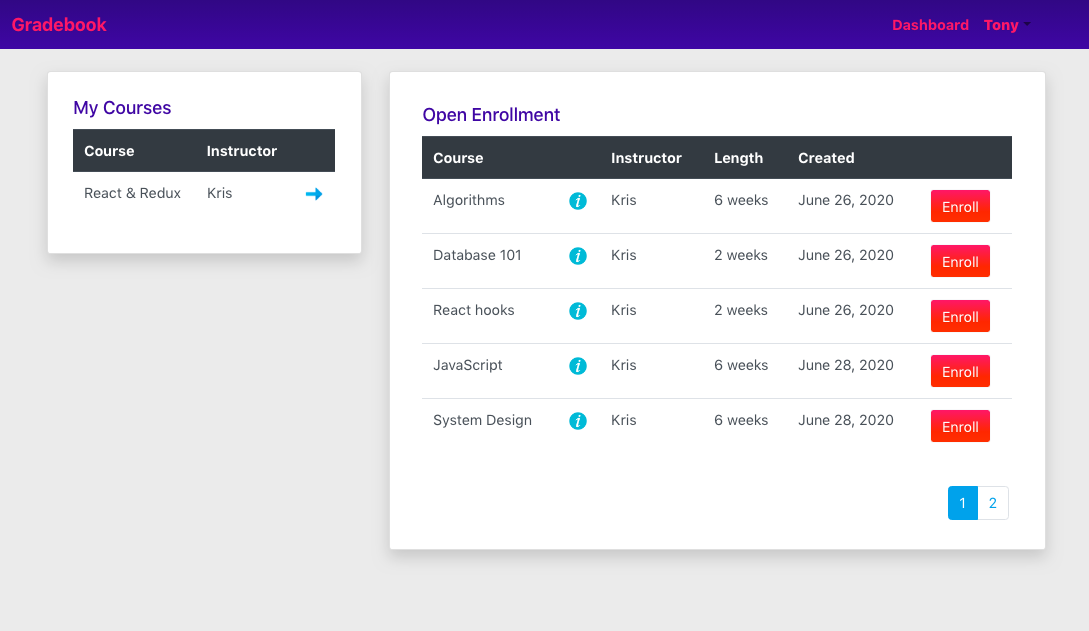 Gradebook Dashboard Tony
My Courses
Course Instructor
React & Redux Kris
Open Enrollment
Course Instructor Length Created
Algorithms i Kris 6 weeks June 26, 2020 Enroll
Database 101 i Kris 2 weeks June 26, 2020 Enroll
React hooks i Kris 2 weeks June 26, 2020 Enroll
JavaScript i Kris 6 weeks June 28, 2020 Enroll
System Design i Kris 6 weeks June 28, 2020 Enroll
1 2